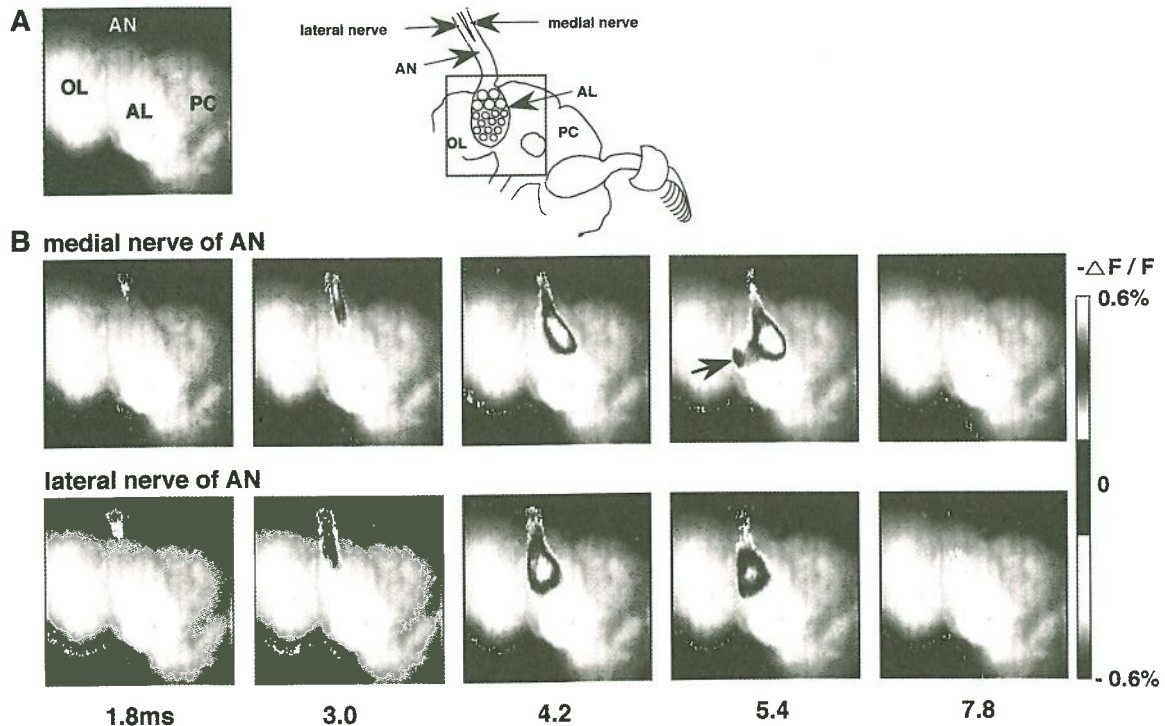 A
AN
OL
AL
PC
lateral nerve
medial nerve
AN
AL
OL
PC
B medial nerve of AN
-△F / F
0.6%
lateral nerve of AN
0
- 0.6%
1.8ms 3.0 4.2 5.4 7.8